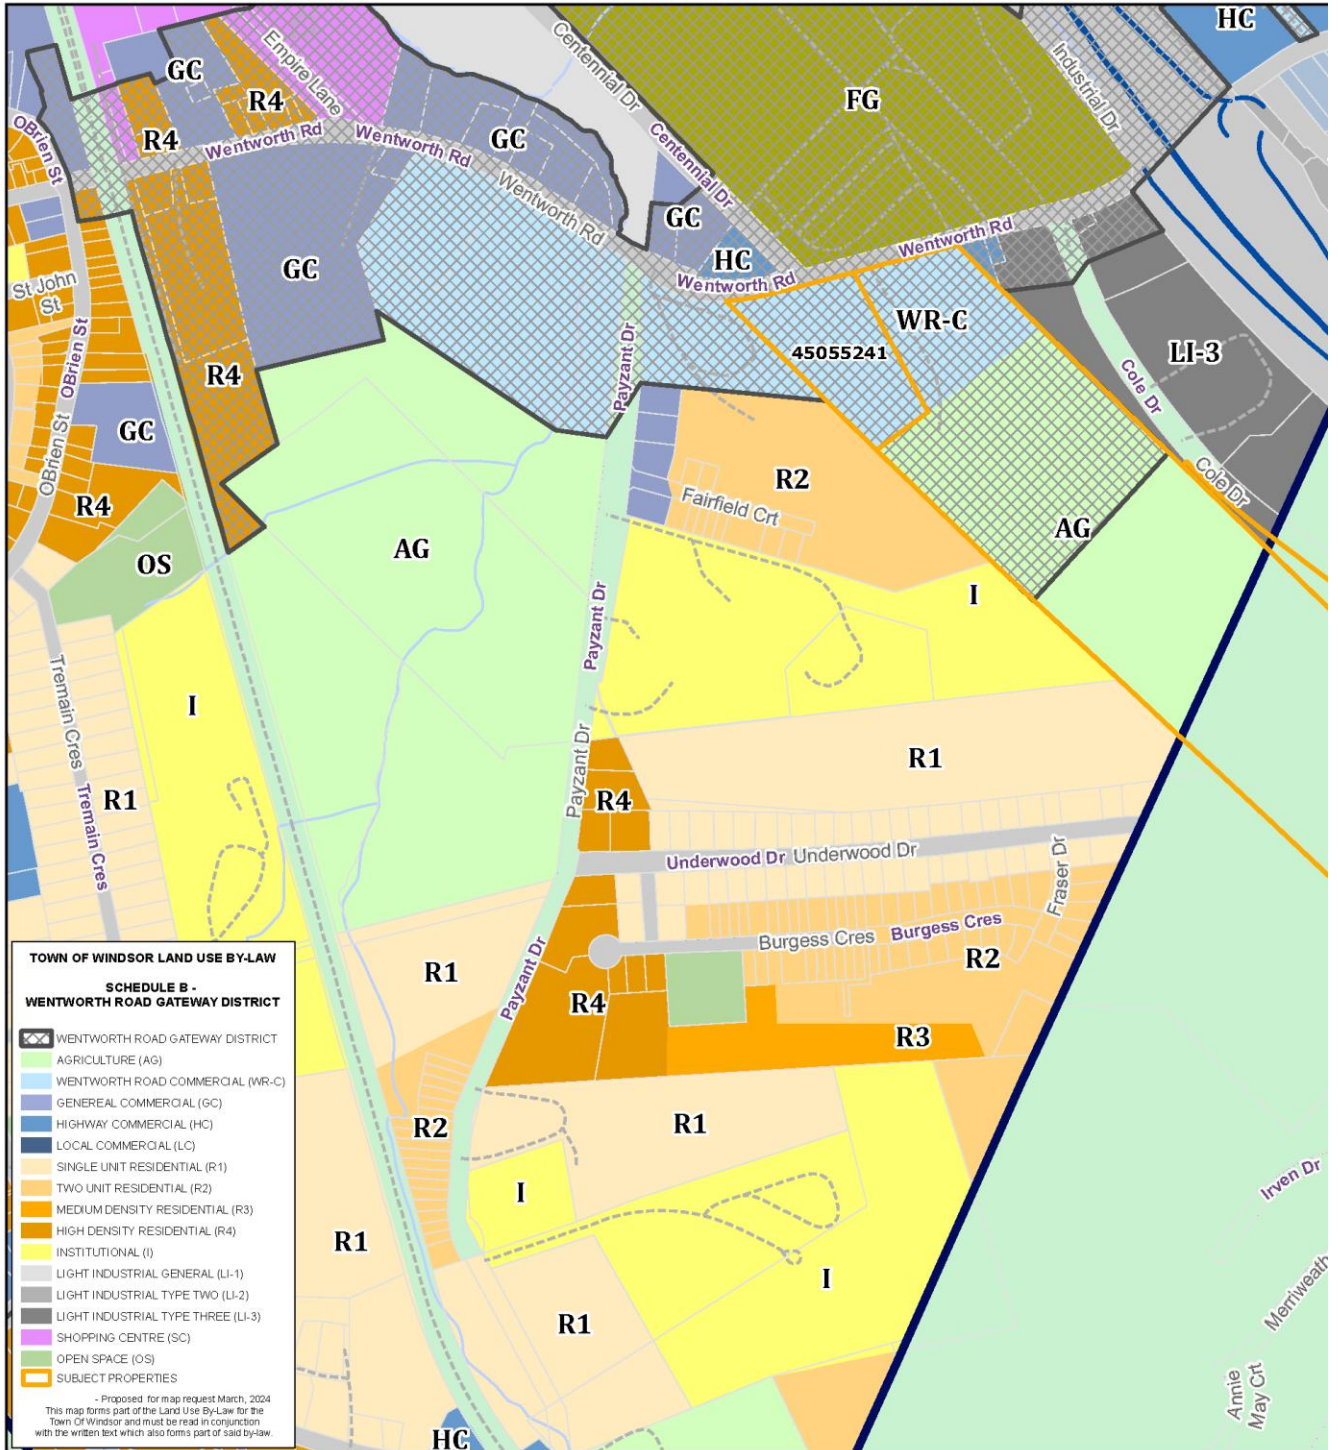 HC
GC
Empire Lane
Centennial Dr
Industrial Dr
FG
R4
OBrien St
R4
Wentworth Rd
Wentworth Rd
GC
Centennial Dr
Wentworth Rd
GC
Wentworth Rd
HC
GC
Wentworth Rd
St John
St
OBrien St
WR-C
45055241
LI-3
Payzant Dr
R4
Cole Dr
GC
OBrien St
R2
Cole Dr
R4
Fairfield Crt
AG
AG
OS
I
Payzant Dr
Tremain Cres
I
Payzant Dr
R1
R1
R4
Tremain Cres
Underwood Dr
Underwood Dr
Fraser Dr
Burgess Cres
Burgess Cres
R2
R1
Payzant Dr
R4
R3
R2
R1
I
Irven Dr
R1
I
R1
Merriweath
Annie
May Crt
HC
TOWN OF WINDSOR LAND USE BY-LAW
SCHEDULE B -
WENTWORTH ROAD GATEWAY DISTRICT
WENTWORTH ROAD GATEWAY DISTRICT
AGRICULTURE (AG)
WENTWORTH ROAD COMMERCIAL (WR-C)
GENEREAL COMMERCIAL (GC)
HIGHWAY COMMERCIAL (HC)
LOCAL COMMERCIAL (LC)
SINGLE UNIT RESIDENTIAL (R1)
TWO UNIT RESIDENTIAL (R2)
MEDIUM DENSITY RESIDENTIAL (R3)
HIGH DENSITY RESIDENTIAL (R4)
INSTITUTIONAL (I)
LIGHT INDUSTRIAL GENERAL (LI-1)
LIGHT INDUSTRIAL TYPE TWO (LI-2)
LIGHT INDUSTRIAL TYPE THREE (LI-3)
SHOPPING CENTRE (SC)
OPEN SPACE (OS)
SUBJECT PROPERTIES
- Proposed for map request March, 2024
This map forms part of the Land Use By-Law for the
Town Of Windsor and must be read in conjunction
with the written text which also forms part of said by-law.